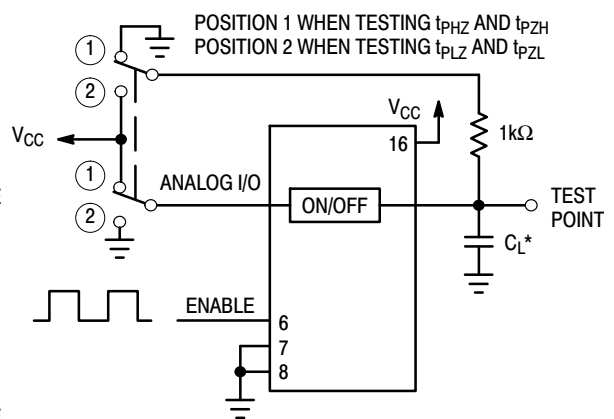 POSITION 1 WHEN TESTING tPHZ AND tPZH
POSITION 2 WHEN TESTING tPLZ AND tPZL
1
2
VCC
VCC
16
1kΩ
1
2
ANALOG I/O
ON/OFF
TEST
POINT
CL*
ENABLE
6
7
8